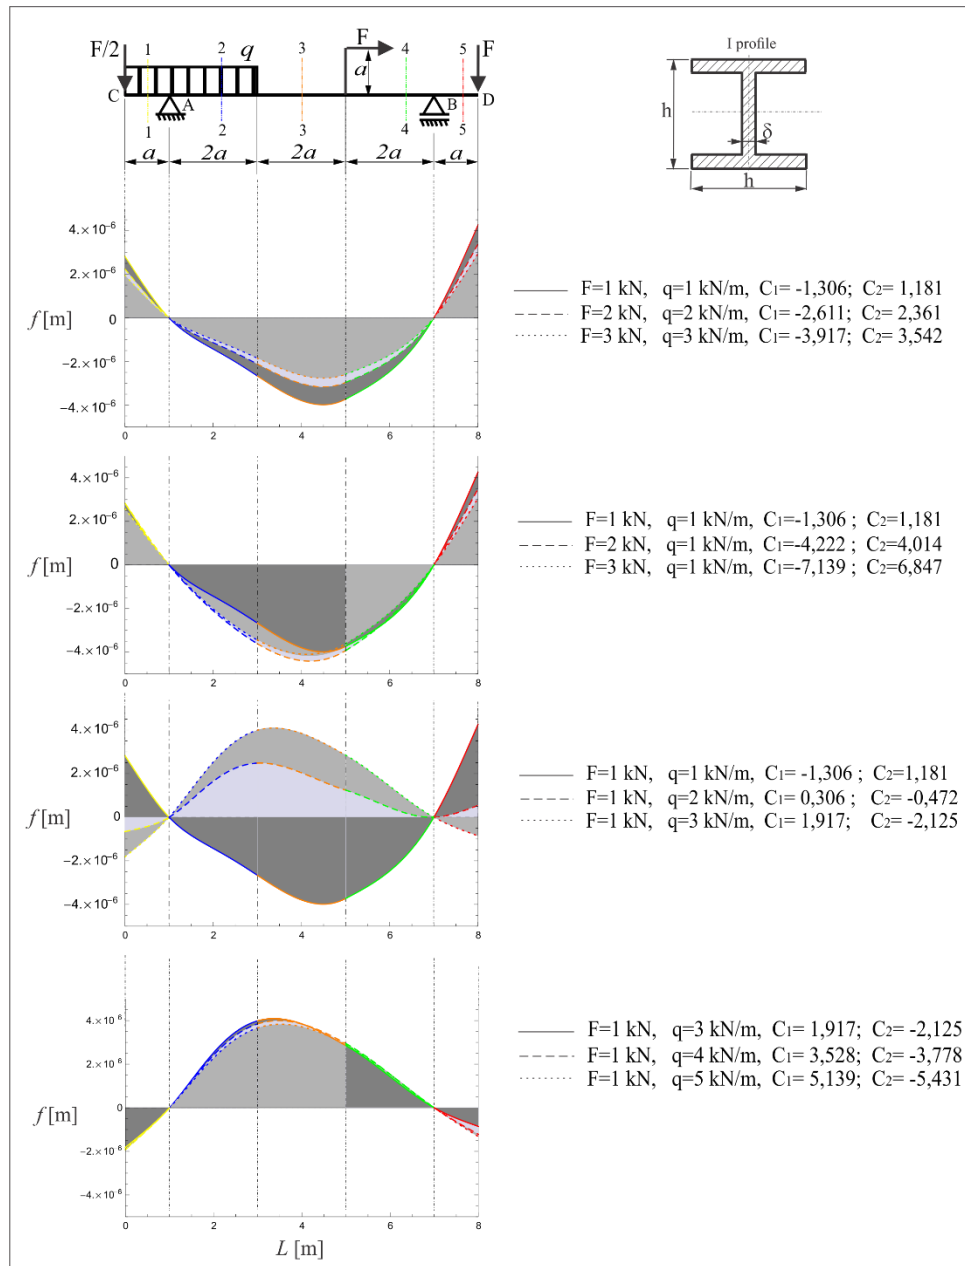 I profile
F/2 1 2 q 3 F 4 5 F
a
C A B D
1 2 3 4 5
h δ
a 2a 2a 2a a
h
4.×10⁻⁶
2.×10⁻⁶
f [m] 0
−2.×10⁻⁶
−4.×10⁻⁶
0 2 4 6 8
F=1 kN, q=1 kN/m, C₁= -1,306; C₂= 1,181
F=2 kN, q=2 kN/m, C₁= -2,611; C₂= 2,361
F=3 kN, q=3 kN/m, C₁= -3,917; C₂= 3,542
4.×10⁻⁶
2.×10⁻⁶
f [m] 0
−2.×10⁻⁶
−4.×10⁻⁶
0 2 4 6 8
F=1 kN, q=1 kN/m, C₁=-1,306 ; C₂=1,181
F=2 kN, q=1 kN/m, C₁=-4,222 ; C₂=4,014
F=3 kN, q=1 kN/m, C₁=-7,139 ; C₂=6,847
4.×10⁻⁶
2.×10⁻⁶
f [m] 0
−2.×10⁻⁶
−4.×10⁻⁶
0 2 4 6 8
F=1 kN, q=1 kN/m, C₁= -1,306 ; C₂=1,181
F=1 kN, q=2 kN/m, C₁= 0,306 ; C₂= -0,472
F=1 kN, q=3 kN/m, C₁= 1,917; C₂= -2,125
4.×10⁻⁶
2.×10⁻⁶
f [m] 0
−2.×10⁻⁶
−4.×10⁻⁶
0 2 4 6 8
L [m]
F=1 kN, q=3 kN/m, C₁= 1,917; C₂= -2,125
F=1 kN, q=4 kN/m, C₁= 3,528; C₂= -3,778
F=1 kN, q=5 kN/m, C₁= 5,139; C₂= -5,431